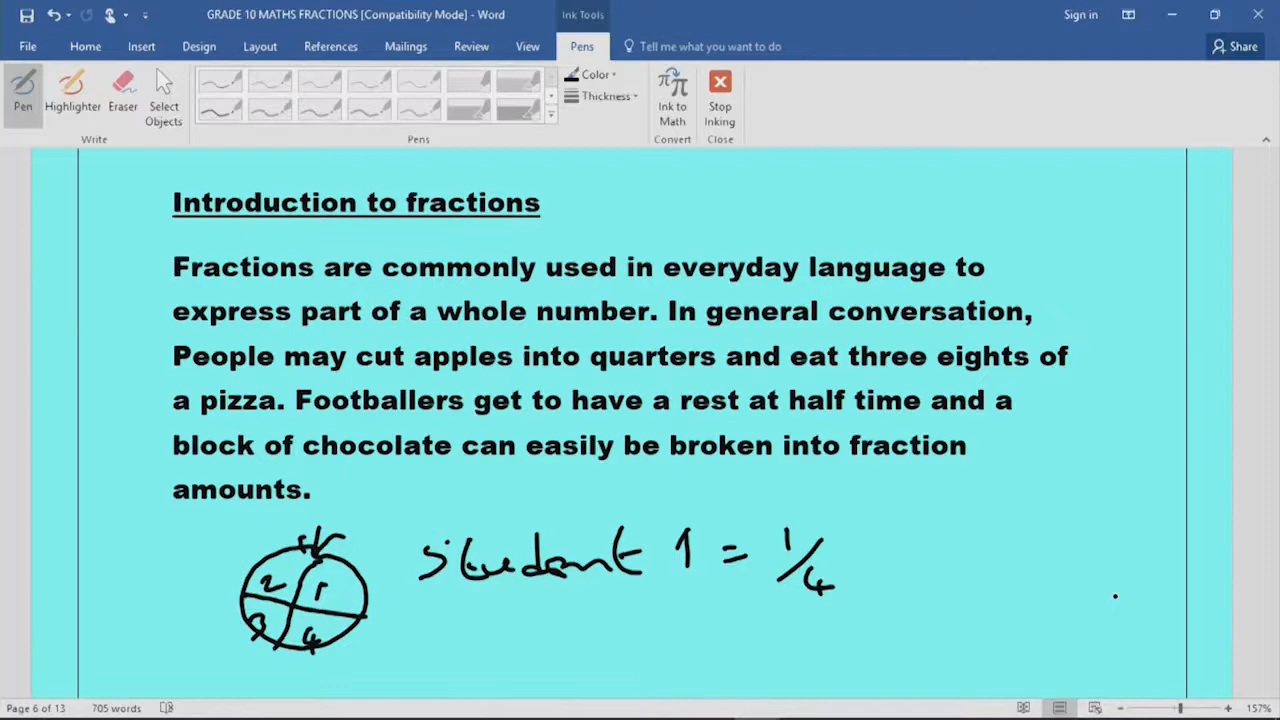 GRADE 10 MATHS FRACTIONS [Compatibility Mode] - Word
Ink Tools
Sign in
File Home Insert Design Layout References Mailings Review View Pens Tell me what you want to do Share
Pen Highlighter Eraser Select Objects
Color
Thickness
Ink to Math
Stop Inking
Write Pens Convert Close
Introduction to fractions
Fractions are commonly used in everyday language to
express part of a whole number. In general conversation,
People may cut apples into quarters and eat three eights of
a pizza. Footballers get to have a rest at half time and a
block of chocolate can easily be broken into fraction
amounts.
2 1
3 4
Student 1 = 1/4
Page 6 of 13 705 words 157%